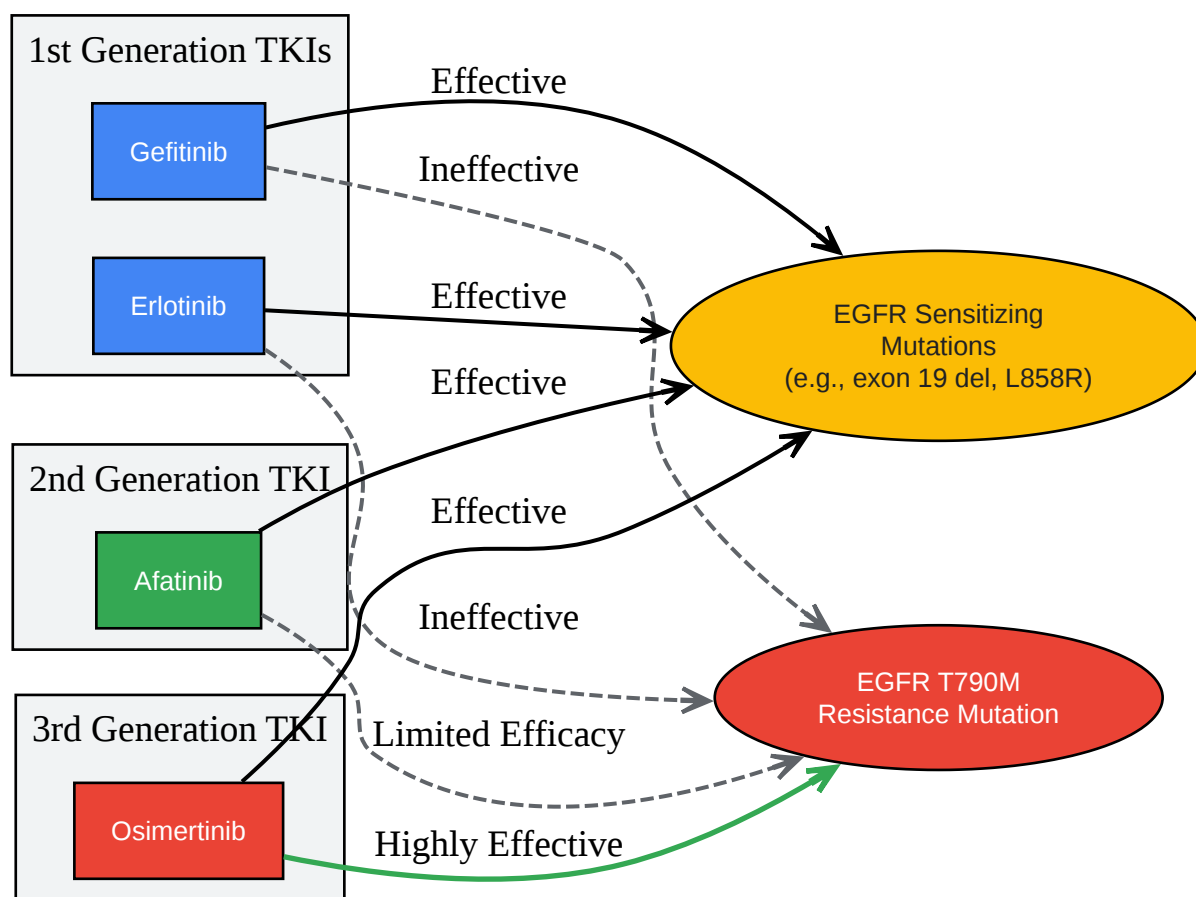 1st Generation TKIs
Gefitinib
Erlotinib
2nd Generation TKI
Afatinib
3rd Generation TKI
Osimertinib
Effective
Ineffective
Effective
Effective
Effective
Ineffective
Limited Efficacy
Highly Effective
EGFR Sensitizing
Mutations
(e.g., exon 19 del, L858R)
EGFR T790M
Resistance Mutation